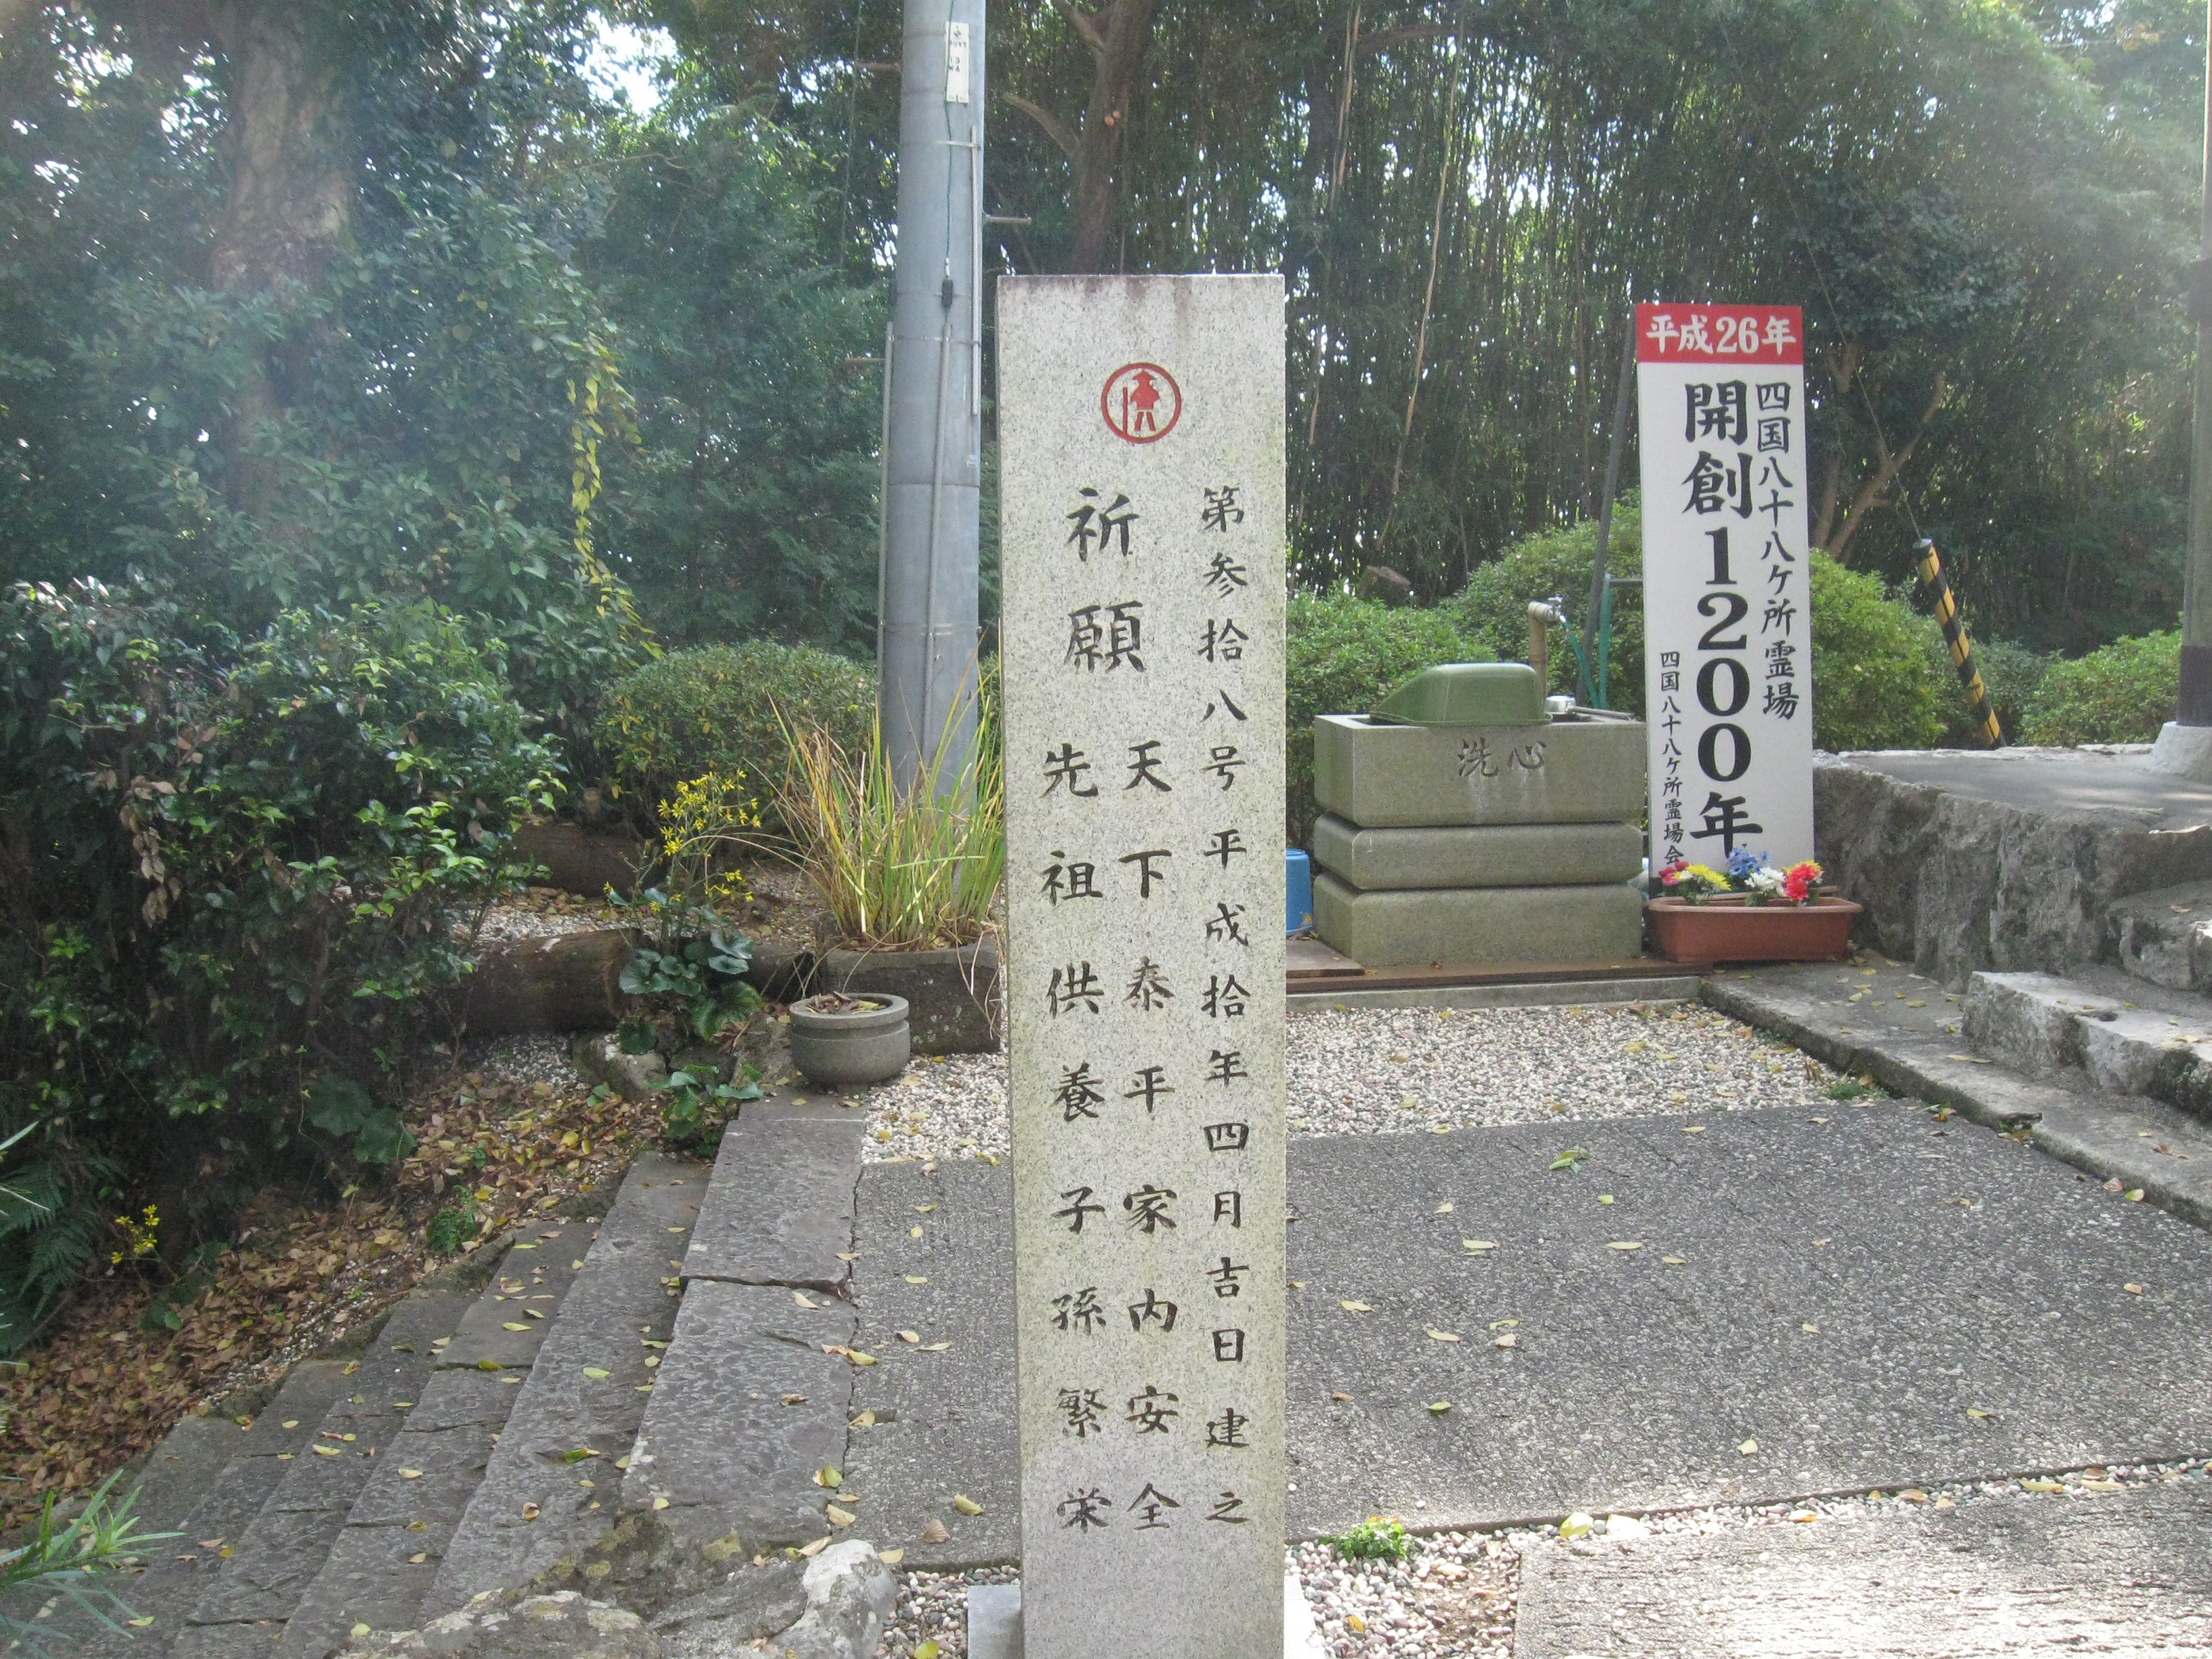 第参拾八号平成拾年四月吉日建之
祈願
天下泰平家内安全
先祖供養子孫繁栄
洗心
平成26年
四国八十八ケ所霊場
開創1200年
四国八十八ケ所霊場会